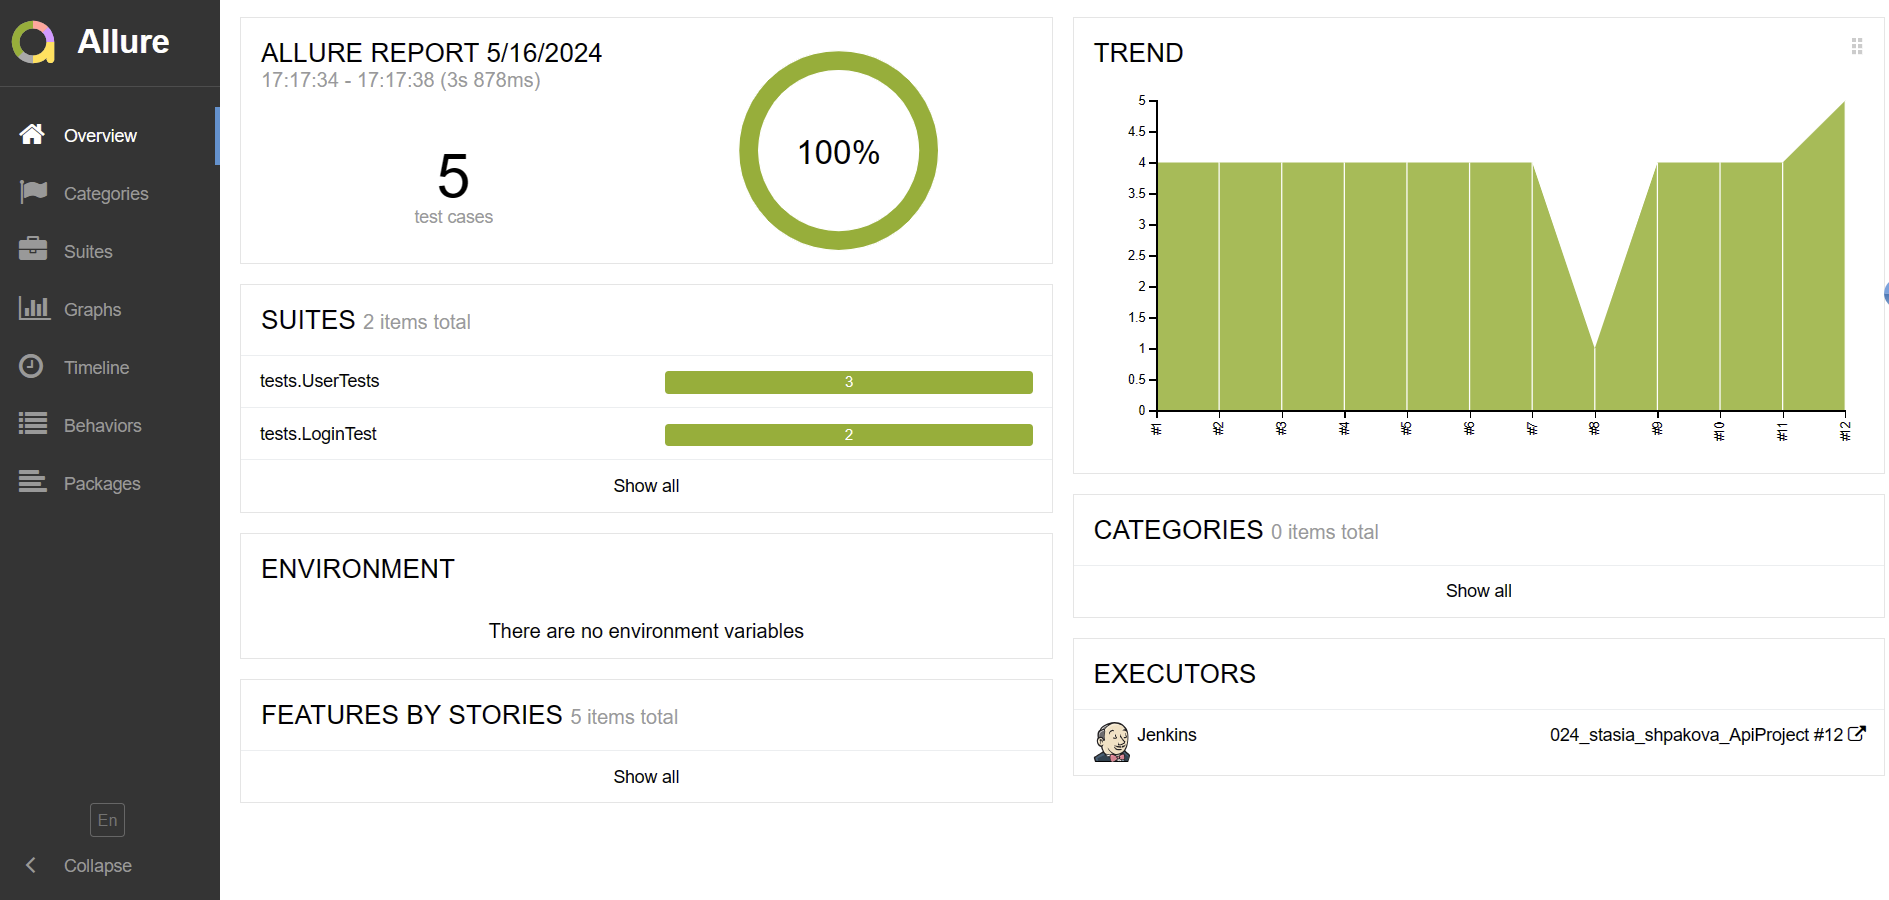 Allure
Overview
Categories
Suites
Graphs
Timeline
Behaviors
Packages
En
Collapse
ALLURE REPORT 5/16/2024
17:17:34 - 17:17:38 (3s 878ms)
5
test cases
100%
SUITES 2 items total
tests.UserTests 3
tests.LoginTest 2
Show all
ENVIRONMENT
There are no environment variables
FEATURES BY STORIES 5 items total
Show all
TREND
5
4.5
4
3.5
3
2.5
2
1.5
1
0.5
0
#1 #2 #3 #4 #5 #6 #7 #8 #9 #10 #11 #12
CATEGORIES 0 items total
Show all
EXECUTORS
Jenkins 024_stasia_shpakova_ApiProject #12